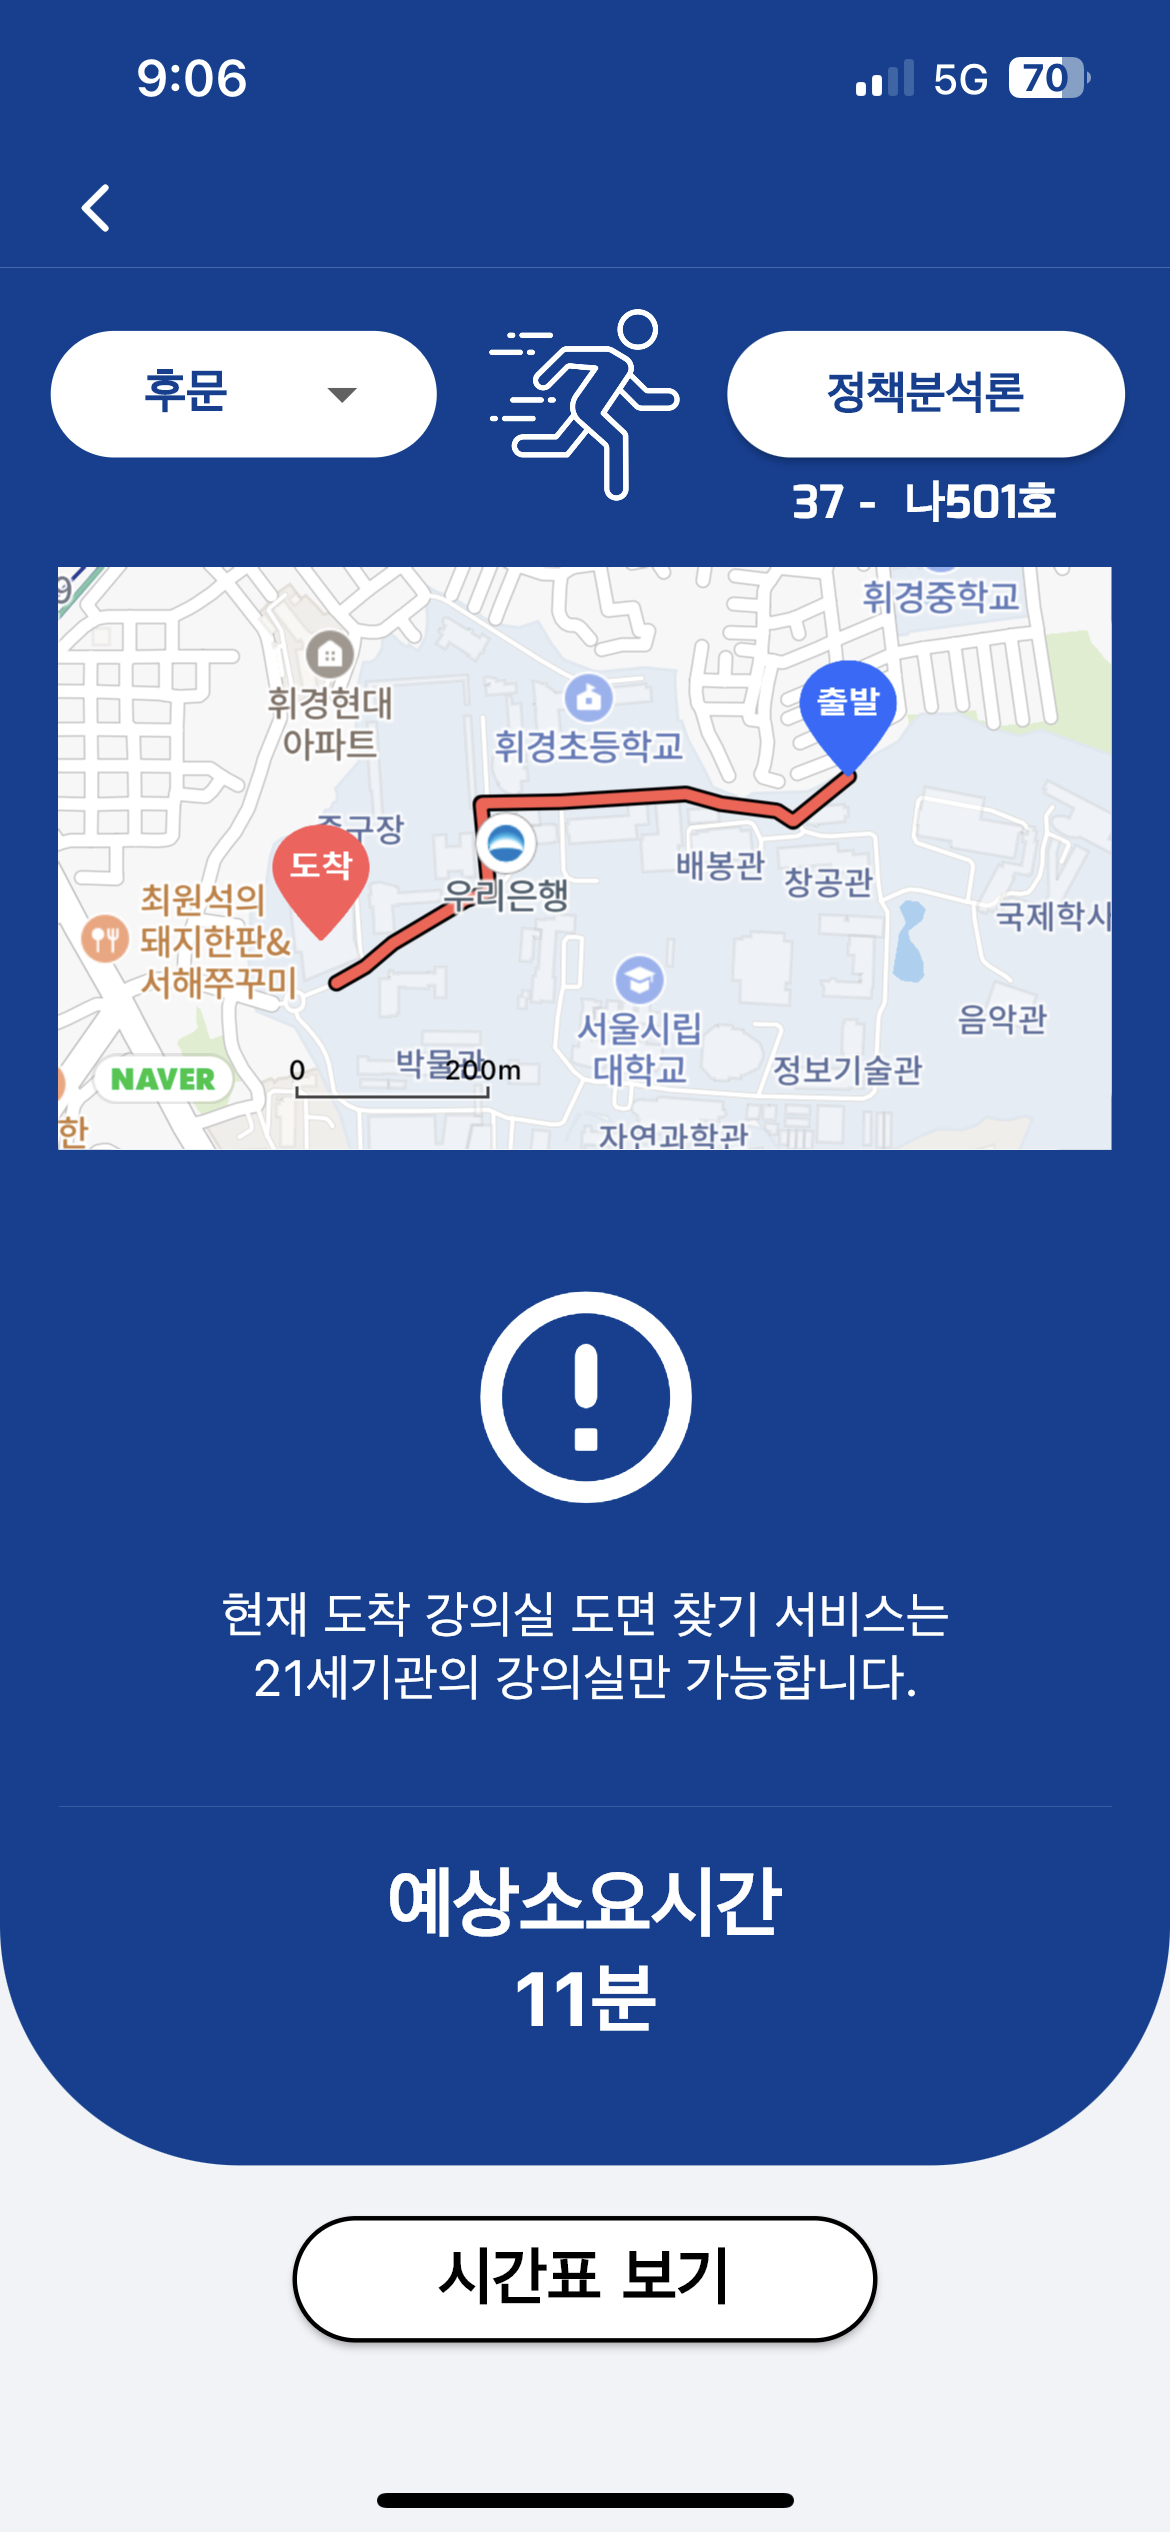 9:06
5G
70
후문
정책분석론
37 - 나501호
9
휘경중학교
출발
휘경현대
아파트
휘경초등학교
도착
배봉관
창공관
최원석의
돼지한판&
서해쭈꾸미
우리은행
국제학사
서울시립
대학교
음악관
NAVER
0
200m
박물관
정보기술관
한
자연과학관
현재 도착 강의실 도면 찾기 서비스는
21세기관의 강의실만 가능합니다.
예상소요시간
11분
시간표 보기